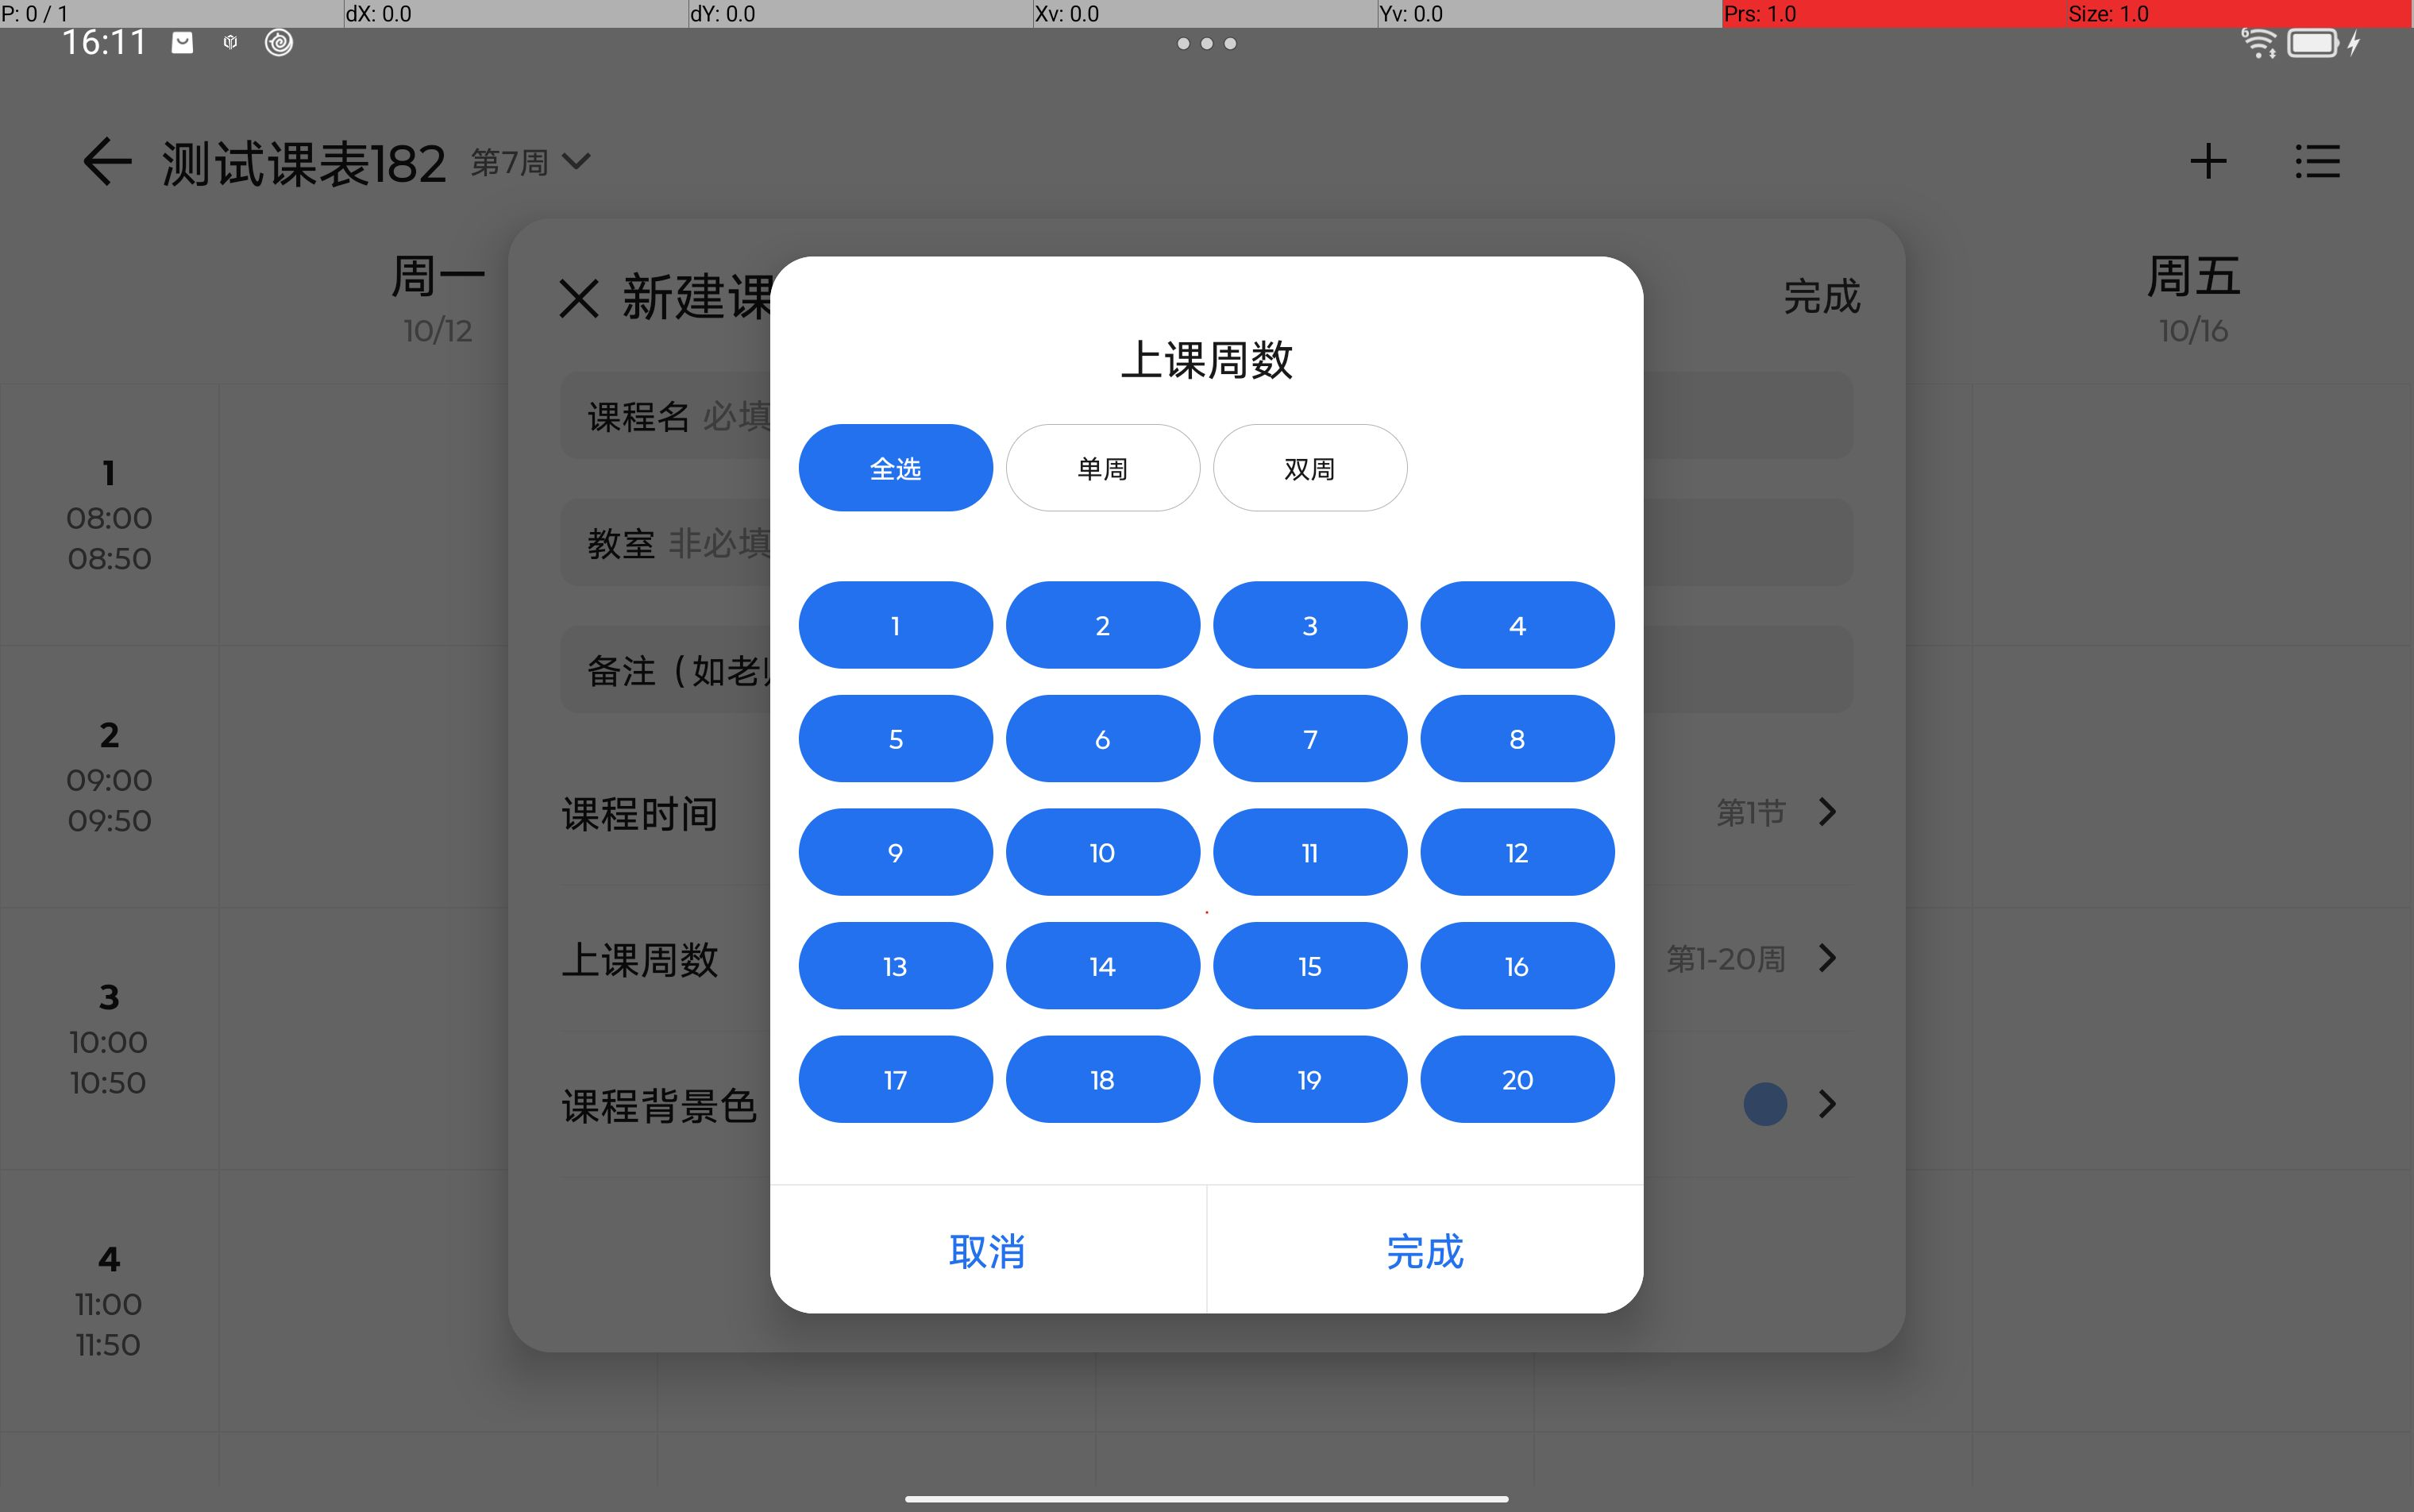 P: 0 / 1 dX: 0.0 dY: 0.0 Xv: 0.0 Yv: 0.0 Prs: 1.0 Size: 1.0
16:11
6
测试课表182 第7周
周一
10/12
周五
10/16
新建课
完成
上课周数
课程名 必填
全选 单周 双周
教室 非必填
1
08:00
08:50
1 2 3 4
备注（如老
2
09:00
09:50
5 6 7 8
课程时间
第1节
9 10 11 12
上课周数
第1-20周
3
10:00
10:50
13 14 15 16
17 18 19 20
课程背景色
4
11:00
11:50
取消 完成